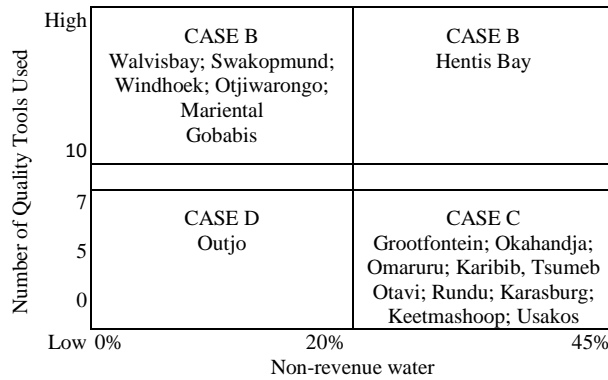 High
CASE B
Walvisbay; Swakopmund;
Windhoek; Otjiwarongo;
Mariental
Gobabis
CASE B
Hentis Bay
10
7
CASE D
Outjo
CASE C
Grootfontein; Okahandja;
Omaruru; Karibib, Tsumeb
Otavi; Rundu; Karasburg;
Keetmashoop; Usakos
5
0
Number of Quality Tools Used
Low 0%
20%
45%
Non-revenue water